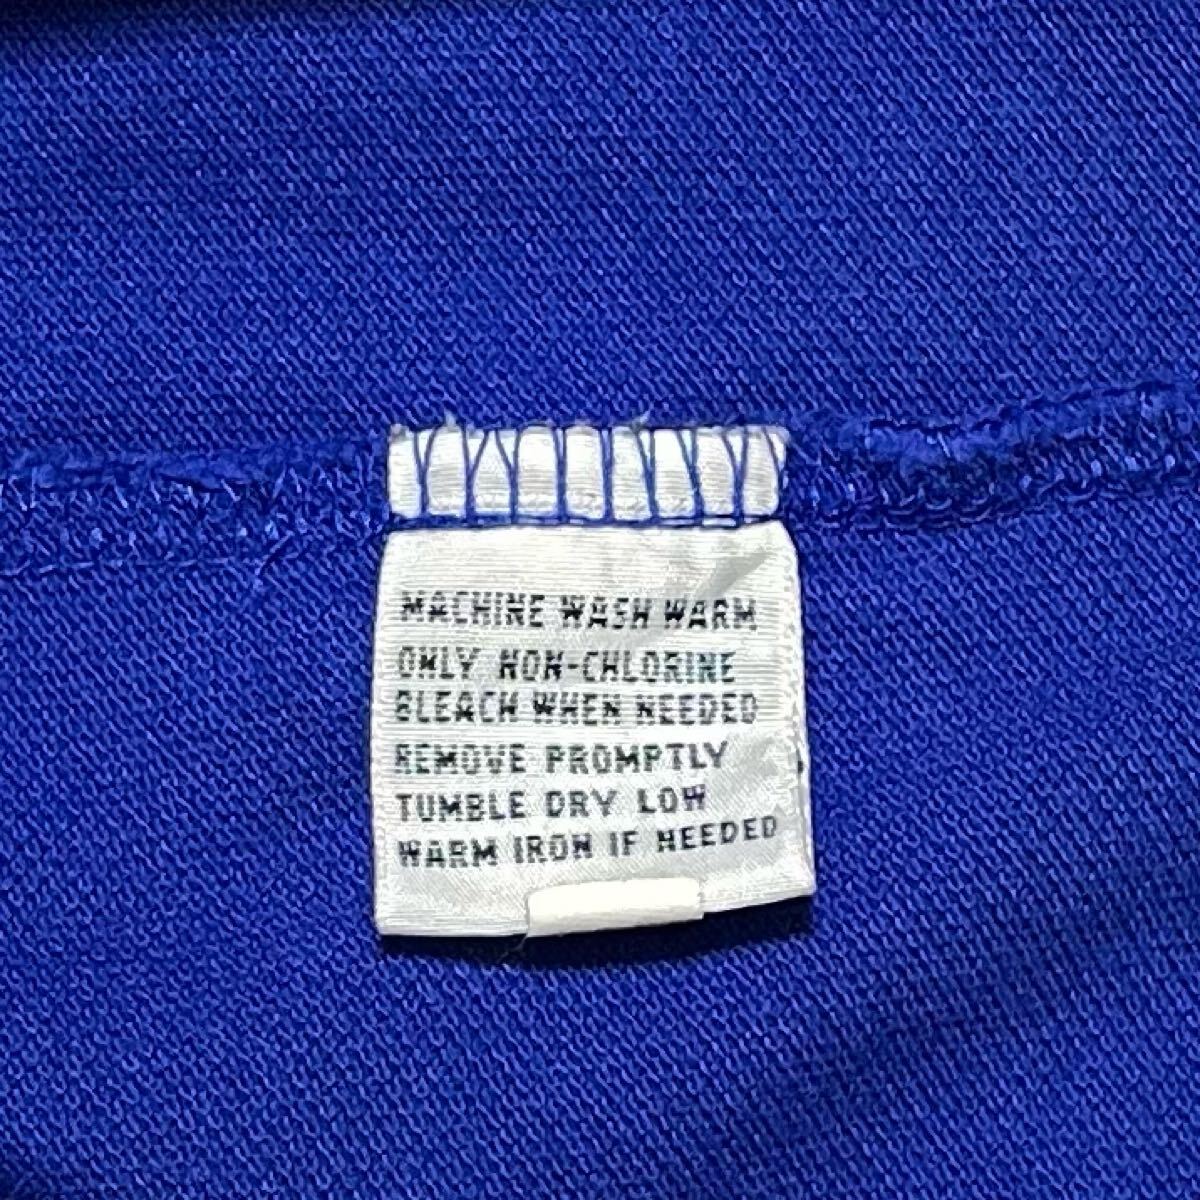 MACHINE WASH WARM
ONLY NON-CHLORINE
BLEACH WHEN NEEDED
REMOVE PROMPTLY
TUMBLE DRY LOW
WARM IRON IF NEEDED